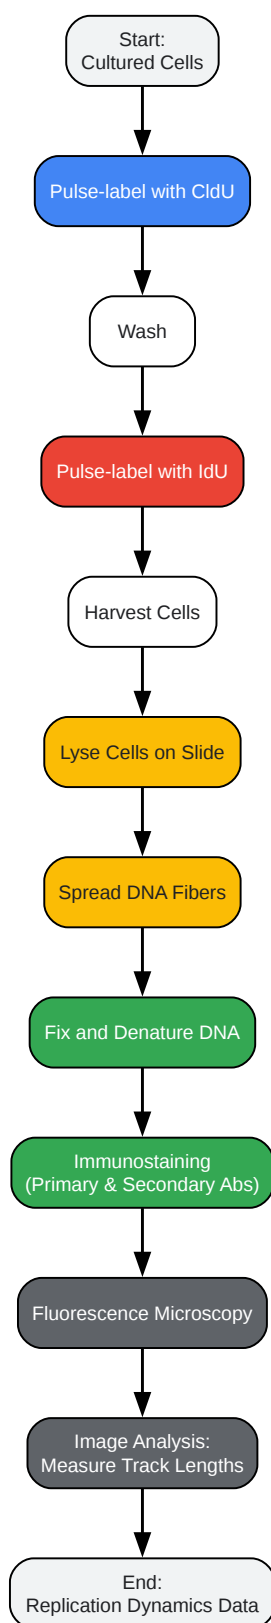 Start:
Cultured Cells
Pulse-label with CldU
Wash
Pulse-label with IdU
Harvest Cells
Lyse Cells on Slide
Spread DNA Fibers
Fix and Denature DNA
Immunostaining
(Primary & Secondary Abs)
Fluorescence Microscopy
Image Analysis:
Measure Track Lengths
End:
Replication Dynamics Data